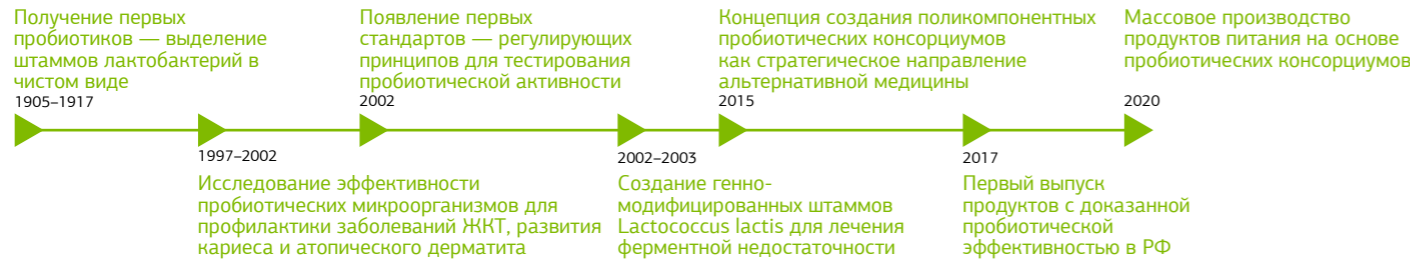 Получение первых
пробиотиков — выделение
штаммов лактобактерий в
чистом виде
1905–1917
Появление первых
стандартов — регулирующих
принципов для тестирования
пробиотической активности
2002
Концепция создания поликомпонентных
пробиотических консорциумов
как стратегическое направление
альтернативной медицины
2015
Массовое производство
продуктов питания на основе
пробиотических консорциумов
2020
1997–2002
Исследование эффективности
пробиотических микроорганизмов для
профилактики заболеваний ЖКТ, развития
кариеса и атопического дерматита
2002–2003
Создание генно-
модифицированных штаммов
Lactococcus lactis для лечения
ферментной недостаточности
2017
Первый выпуск
продуктов с доказанной
пробиотической
эффективностью в РФ